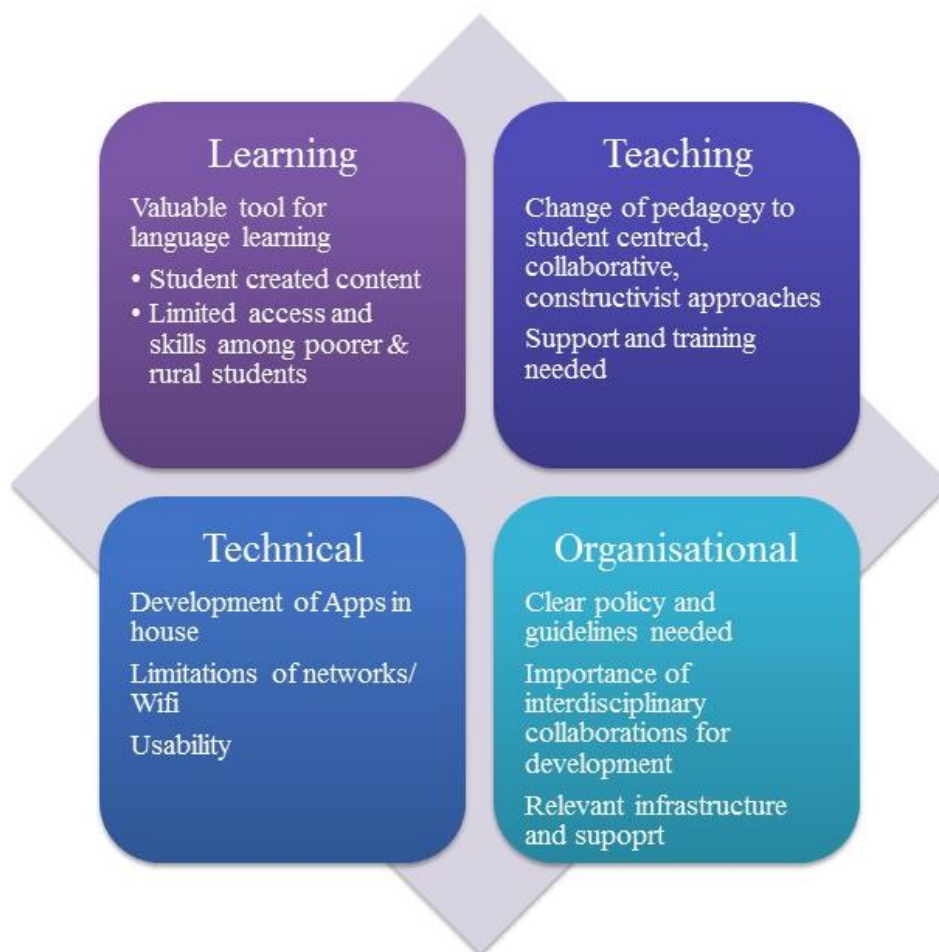 Learning
Valuable tool for
language learning
• Student created content
• Limited access and
skills among poorer &
rural students
Teaching
Change of pedagogy to
student centred,
collaborative,
constructivist approaches
Support and training
needed
Technical
Development of Apps in
house
Limitations of networks/
Wifi
Usability
Organisational
Clear policy and
guidelines needed
Importance of
interdisciplinary
collaborations for
development
Relevant infrastructure
and supoprt